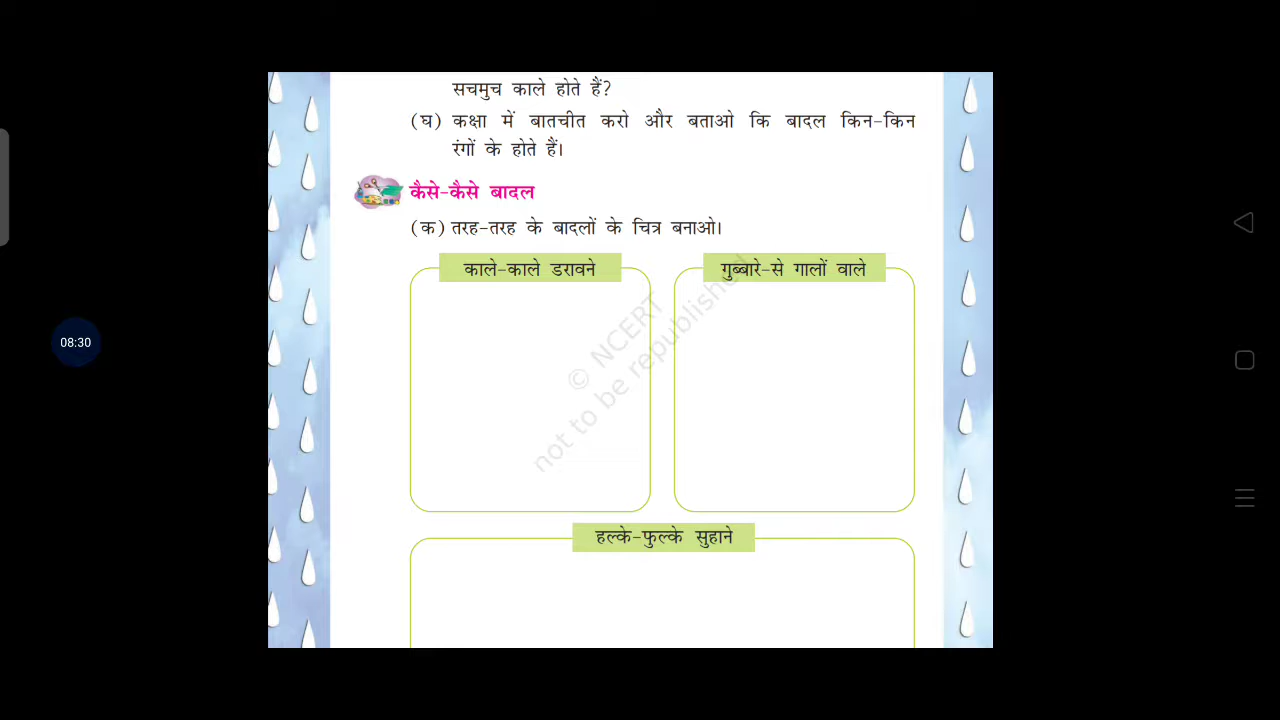 सचमुच काले होते हैं?
(घ) कक्षा में बातचीत करो और बताओ कि बादल किन-किन
रंगों के होते हैं।
कैसे-कैसे बादल
(क) तरह-तरह के बादलों के चित्र बनाओ।
काले-काले डरावने
गुब्बारे-से गालों वाले
© NCERT
not to be republished
08:30
हल्के-फुल्के सुहाने